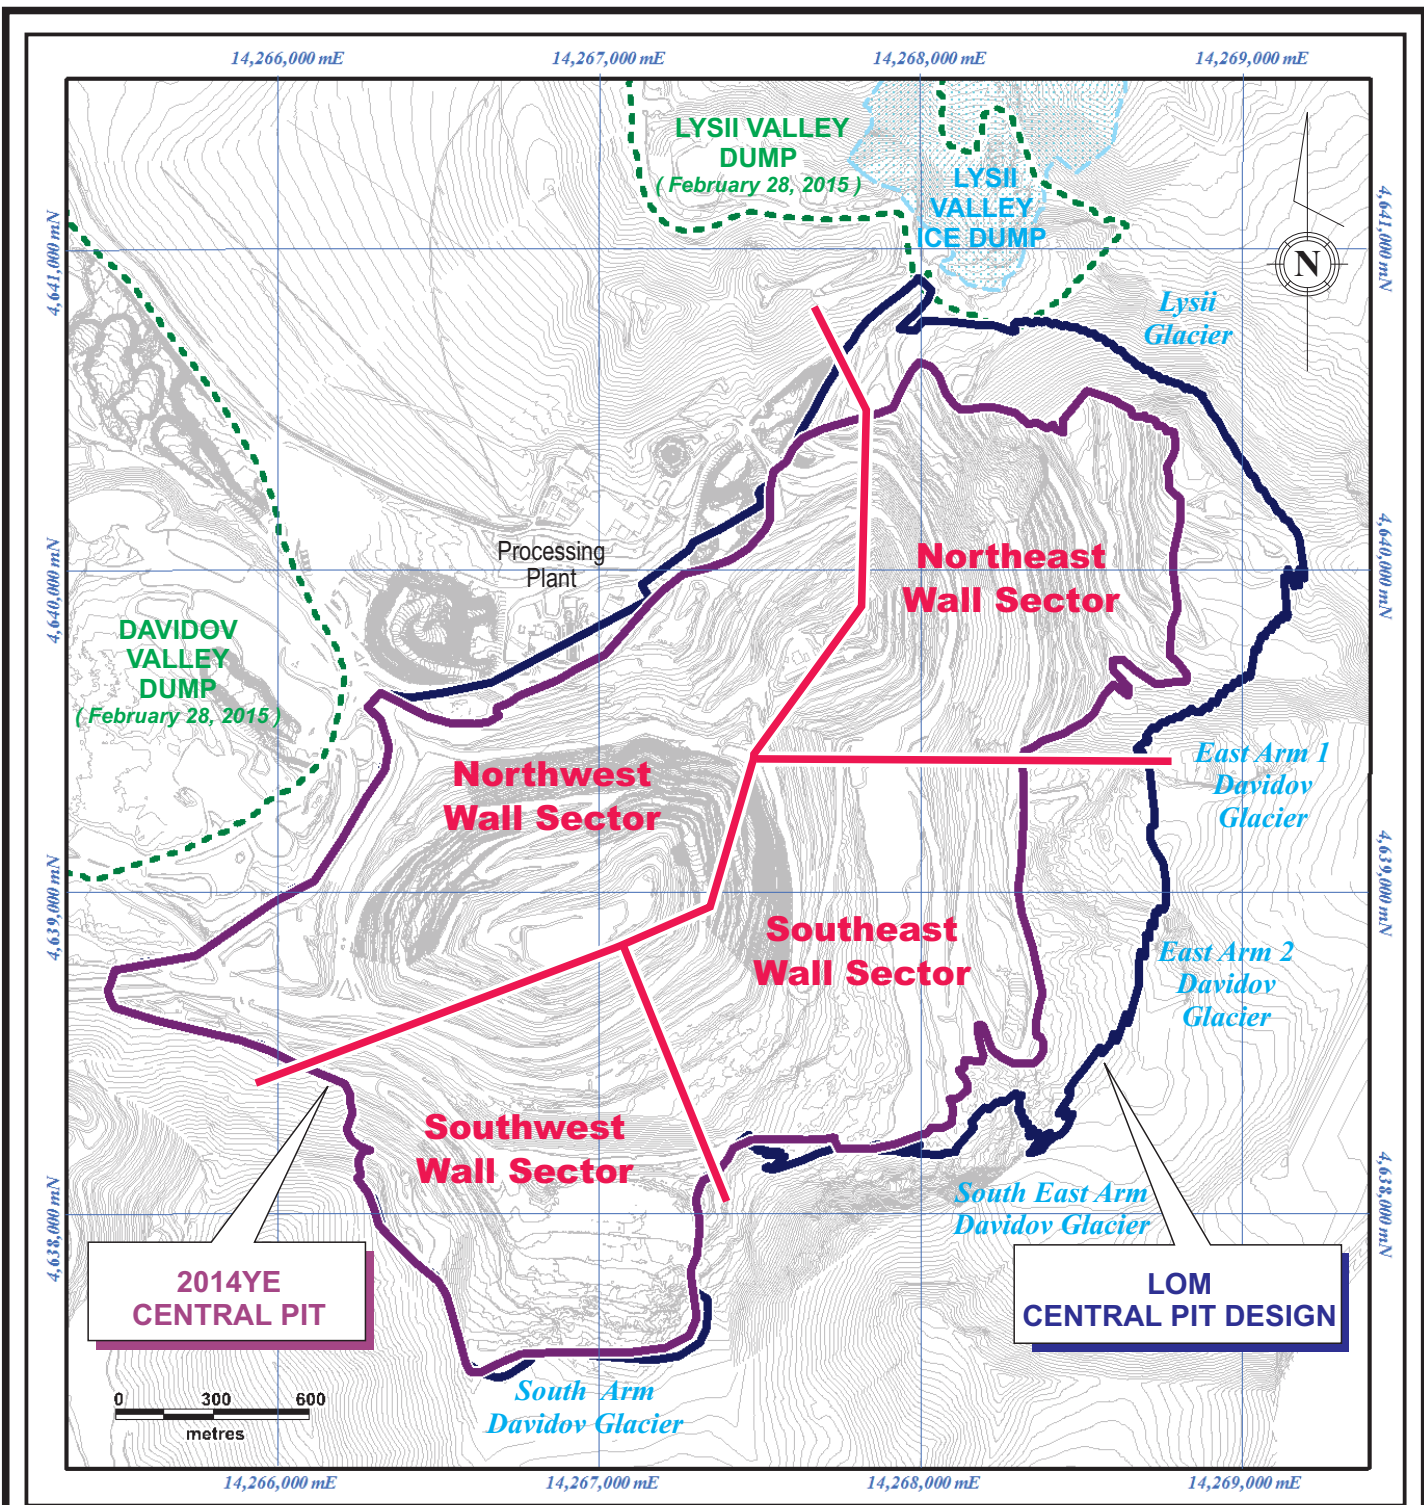 14,266,000 mE
14,267,000 mE
14,268,000 mE
14,269,000 mE
LYSII VALLEY
DUMP
( February 28, 2015 )
LYSII
VALLEY
ICE DUMP
4,641,000 mN
4,641,000 mN
N
Lysii
Glacier
Processing
Plant
Northeast
Wall Sector
4,640,000 mN
4,640,000 mN
DAVIDOV
VALLEY
DUMP
( February 28, 2015 )
Northwest
Wall Sector
East Arm 1
Davidov
Glacier
4,639,000 mN
4,639,000 mN
Southeast
Wall Sector
East Arm 2
Davidov
Glacier
Southwest
Wall Sector
South East Arm
Davidov Glacier
4,638,000 mN
4,638,000 mN
2014YE
CENTRAL PIT
LOM
CENTRAL PIT DESIGN
South Arm
Davidov Glacier
0 300 600
metres
14,266,000 mE
14,267,000 mE
14,268,000 mE
14,269,000 mE